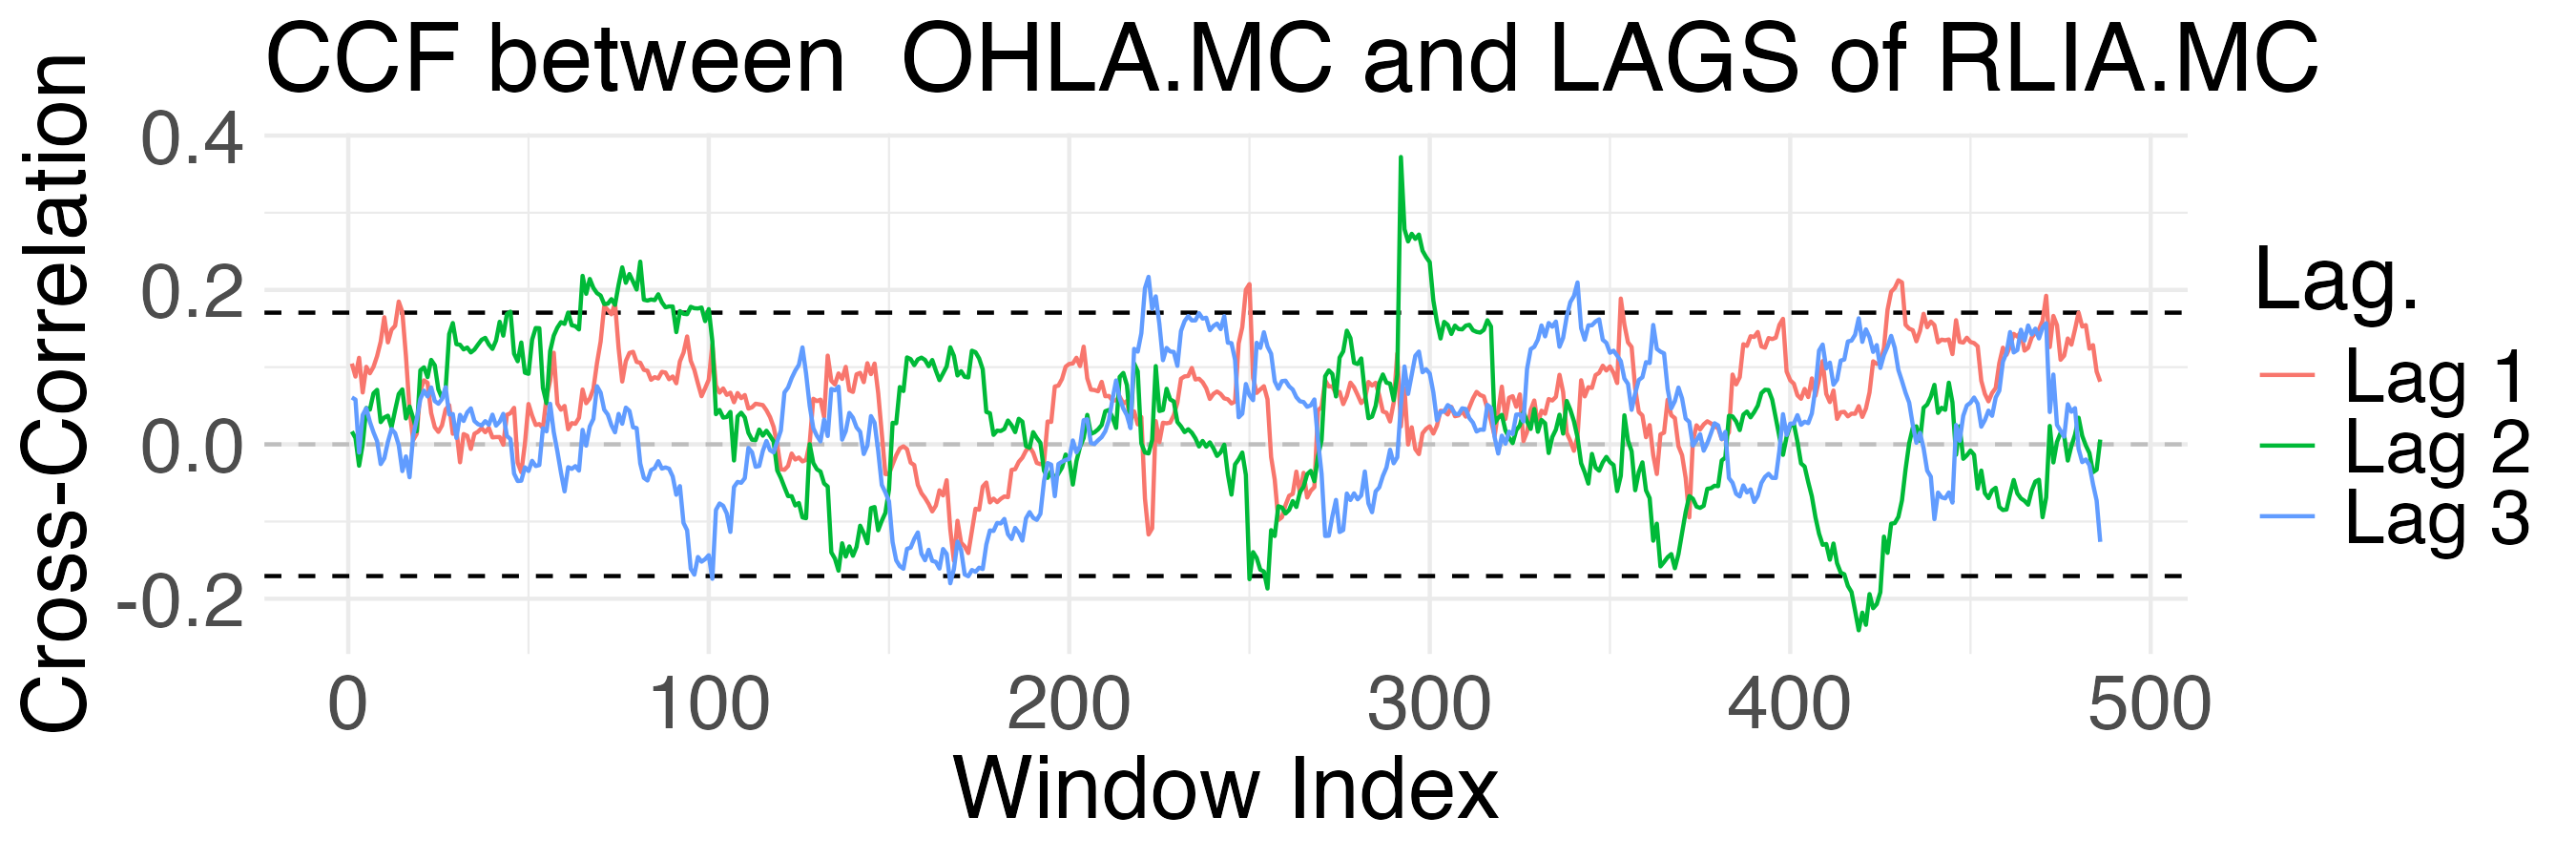 CCF between  OHLA.MC and LAGS of RLIA.MC
Cross-Correlation
0.4
0.2
0.0
-0.2
0 100 200 300 400 500
Window Index
Lag.
Lag 1
Lag 2
Lag 3